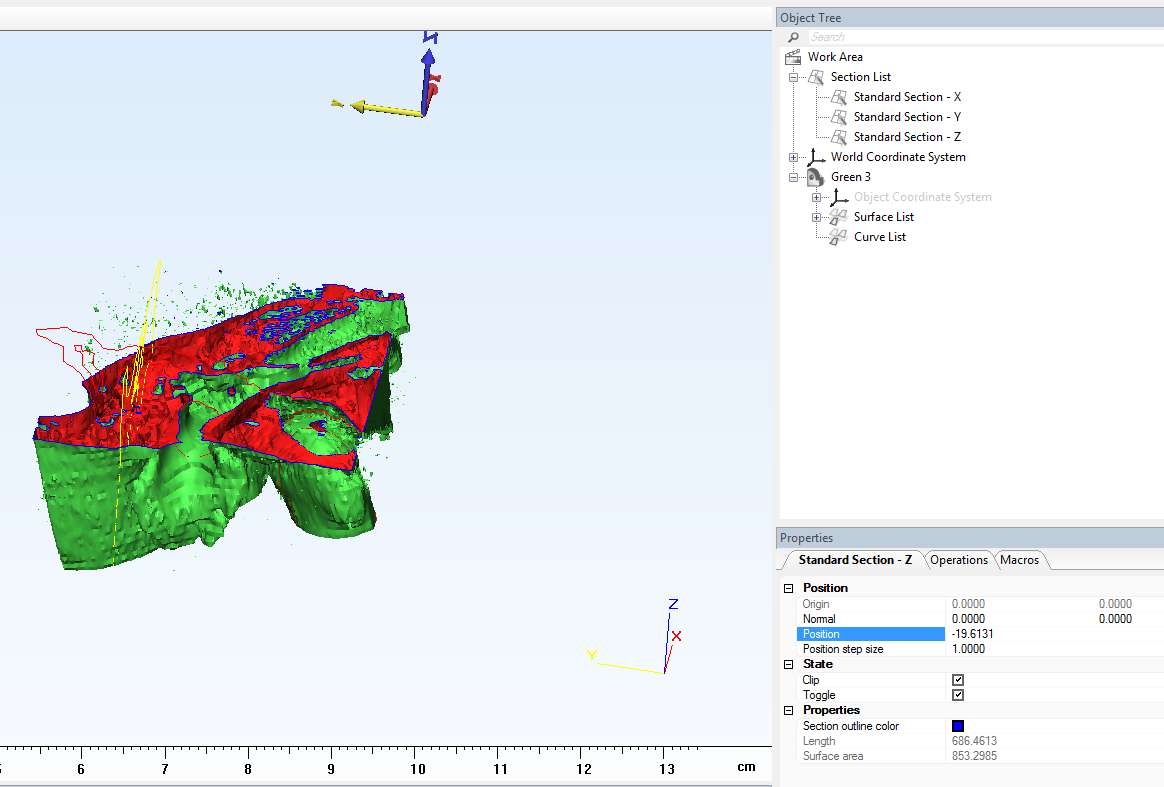 Object Tree
Search
Work Area
Section List
Standard Section - X
Standard Section - Y
Standard Section - Z
World Coordinate System
Green 3
Object Coordinate System
Surface List
Curve List
Z
Y
Z
X
Y
6 7 8 9 10 11 12 13 cm
Properties
Standard Section - Z Operations Macros
Position
Origin 0.0000 0.0000
Normal 0.0000 0.0000
Position -19.6131
Position step size 1.0000
State
Clip
Toggle
Properties
Section outline color
Length 686.4613
Surface area 853.2985